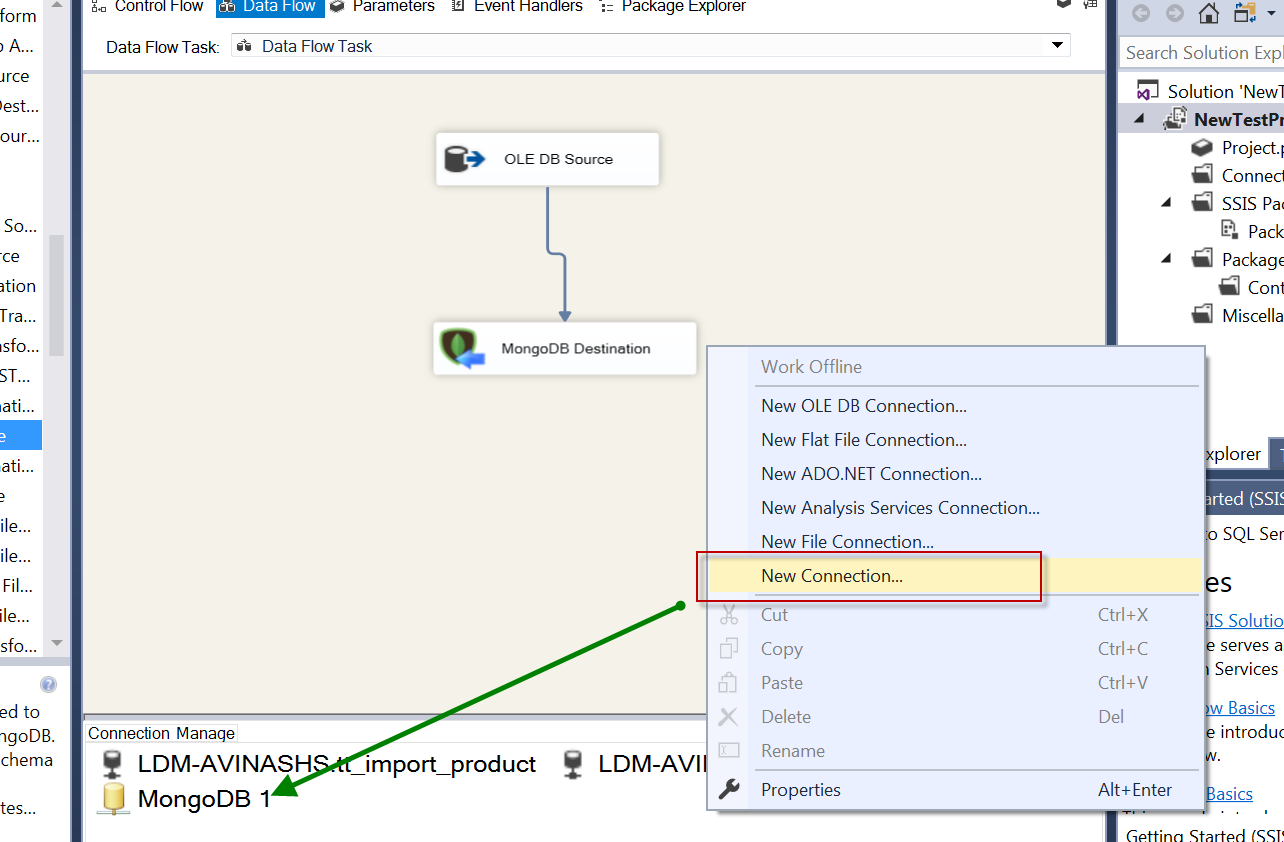 Control Flow Data Flow Parameters Event Handlers Package Explorer
Data Flow Task: Data Flow Task
OLE DB Source
MongoDB Destination
Work Offline
New OLE DB Connection...
New Flat File Connection...
New ADO.NET Connection...
New Analysis Services Connection...
New File Connection...
New Connection...
Cut Ctrl+X
Copy Ctrl+C
Paste Ctrl+V
Delete Del
Rename
Properties Alt+Enter
Connection Manage
LDM-AVINASHS.tt_import_product LDM-AVI
MongoDB 1
form
A...
urce
Dest...
our...
So...
rce
ation
Tra...
nsfo...
ST...
nati...
e
nati...
e
ile...
ile...
Fil...
ile...
sfo...
ed to
ngoDB.
chema
tes...
Search Solution Expl
Solution 'NewT
NewTestPr
Project.p
Connect
SSIS Pac
Pack
Package
Cont
Miscella
xplorer
arted (SSIS
to SQL Ser
es
SIS Solutio
e serves a
n Services
ow Basics
e introduc
w.
Basics
Getting Started (SSIS